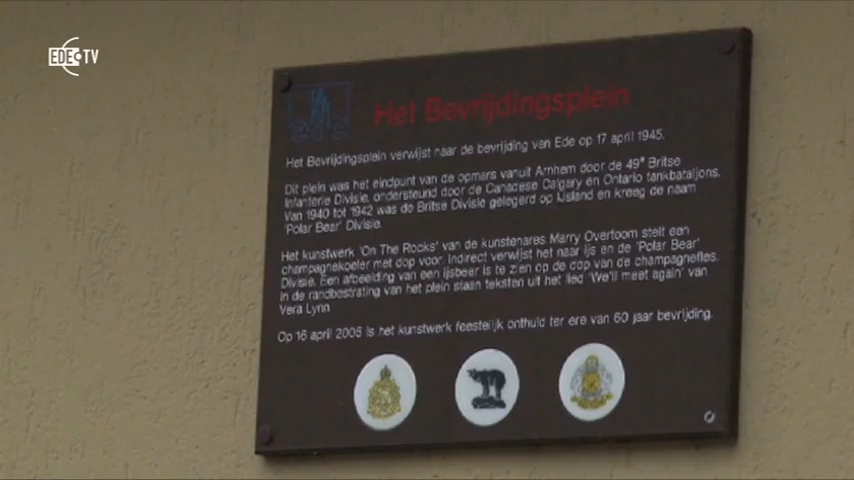 EDE TV
Het Bevrijdingsplein
Het Bevrijdingsplein verwijst naar de bevrijding van Ede op 17 april 1945.
Dit plein was het eindpunt van de opmars vanuit Arnhem door de 49e Britse
Infanterie Divisie, ondersteund door de Canadese Calgary en Ontario tankbataljons.
Van 1940 tot 1942 was de Britse Divisie gelegerd op IJsland en kreeg de naam
'Polar Bear' Divisie.
Het kunstwerk 'On The Rocks' van de kunstenares Marry Overtoom stelt een
champagnekoeler met dop voor. Indirect verwijst het naar ijs en de 'Polar Bear'
Divisie. Een afbeelding van een ijsbeer is te zien op de dop van de champagnefles.
In de randbestrating van het plein staan teksten uit het lied 'We'll meet again' van
Vera Lynn
Op 16 april 2005 is het kunstwerk feestelijk onthuld ter ere van 60 jaar bevrijding.